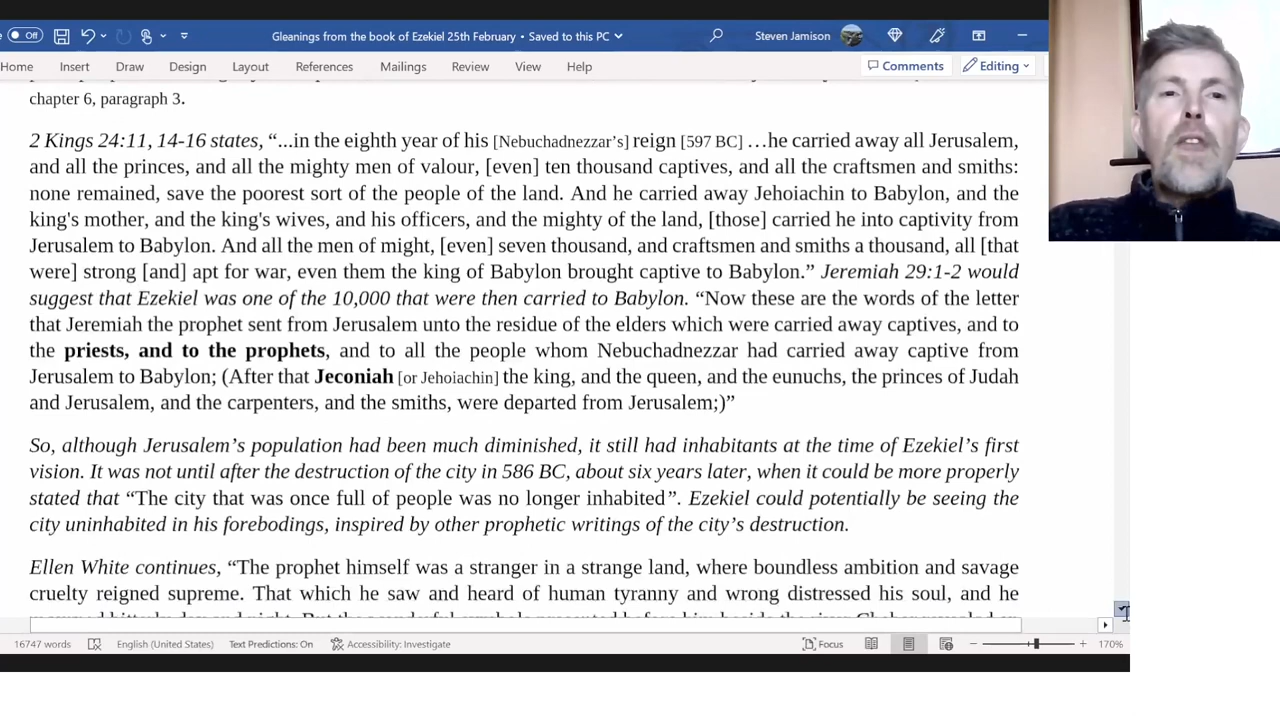 Off
Gleanings from the book of Ezekiel 25th February • Saved to this PC
Steven Jamison
Home Insert Draw Design Layout References Mailings Review View Help Comments Editing
chapter 6, paragraph 3.
2 Kings 24:11, 14-16 states, “...in the eighth year of his [Nebuchadnezzar’s] reign [597 BC] …he carried away all Jerusalem,
and all the princes, and all the mighty men of valour, [even] ten thousand captives, and all the craftsmen and smiths:
none remained, save the poorest sort of the people of the land. And he carried away Jehoiachin to Babylon, and the
king's mother, and the king's wives, and his officers, and the mighty of the land, [those] carried he into captivity from
Jerusalem to Babylon. And all the men of might, [even] seven thousand, and craftsmen and smiths a thousand, all [that
were] strong [and] apt for war, even them the king of Babylon brought captive to Babylon.” Jeremiah 29:1-2 would
suggest that Ezekiel was one of the 10,000 that were then carried to Babylon. “Now these are the words of the letter
that Jeremiah the prophet sent from Jerusalem unto the residue of the elders which were carried away captives, and to
the priests, and to the prophets, and to all the people whom Nebuchadnezzar had carried away captive from
Jerusalem to Babylon; (After that Jeconiah [or Jehoiachin] the king, and the queen, and the eunuchs, the princes of Judah
and Jerusalem, and the carpenters, and the smiths, were departed from Jerusalem;)”
So, although Jerusalem’s population had been much diminished, it still had inhabitants at the time of Ezekiel’s first
vision. It was not until after the destruction of the city in 586 BC, about six years later, when it could be more properly
stated that “The city that was once full of people was no longer inhabited”. Ezekiel could potentially be seeing the
city uninhabited in his forebodings, inspired by other prophetic writings of the city’s destruction.
Ellen White continues, “The prophet himself was a stranger in a strange land, where boundless ambition and savage
cruelty reigned supreme. That which he saw and heard of human tyranny and wrong distressed his soul, and he
16747 words English (United States) Text Predictions: On Accessibility: Investigate Focus 170%